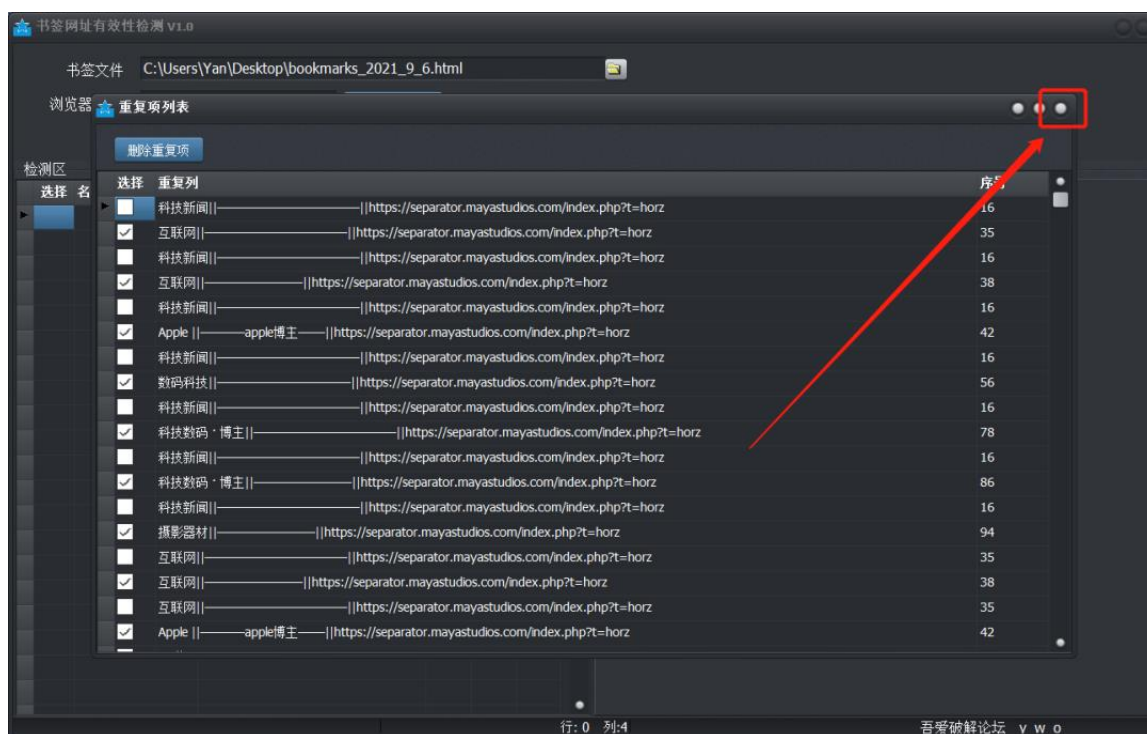 书签网址有效性检测 V1.0
书签文件 C:\Users\Yan\Desktop\bookmarks_2021_9_6.html
浏览器
重复项列表
删除重复项
检测区
选择 名
选择 重复列 序号
科技新闻||—————————————||https://separator.mayastudios.com/index.php?t=horz 16
互联网||—————————————||https://separator.mayastudios.com/index.php?t=horz 35
科技新闻||—————————————||https://separator.mayastudios.com/index.php?t=horz 16
互联网||—————————||https://separator.mayastudios.com/index.php?t=horz 38
科技新闻||—————————————||https://separator.mayastudios.com/index.php?t=horz 16
Apple ||————apple博主——||https://separator.mayastudios.com/index.php?t=horz 42
科技新闻||—————————————||https://separator.mayastudios.com/index.php?t=horz 16
数码科技||————————————||https://separator.mayastudios.com/index.php?t=horz 56
科技新闻||—————————————||https://separator.mayastudios.com/index.php?t=horz 16
科技数码 · 博主||—————————————||https://separator.mayastudios.com/index.php?t=horz 78
科技新闻||—————————————||https://separator.mayastudios.com/index.php?t=horz 16
科技数码 · 博主||—————————||https://separator.mayastudios.com/index.php?t=horz 86
科技新闻||—————————————||https://separator.mayastudios.com/index.php?t=horz 16
摄影器材||—————————||https://separator.mayastudios.com/index.php?t=horz 94
互联网||—————————————||https://separator.mayastudios.com/index.php?t=horz 35
互联网||—————————||https://separator.mayastudios.com/index.php?t=horz 38
互联网||—————————————||https://separator.mayastudios.com/index.php?t=horz 35
Apple ||————apple博主——||https://separator.mayastudios.com/index.php?t=horz 42
行: 0 列:4
吾爱破解论坛 y w o